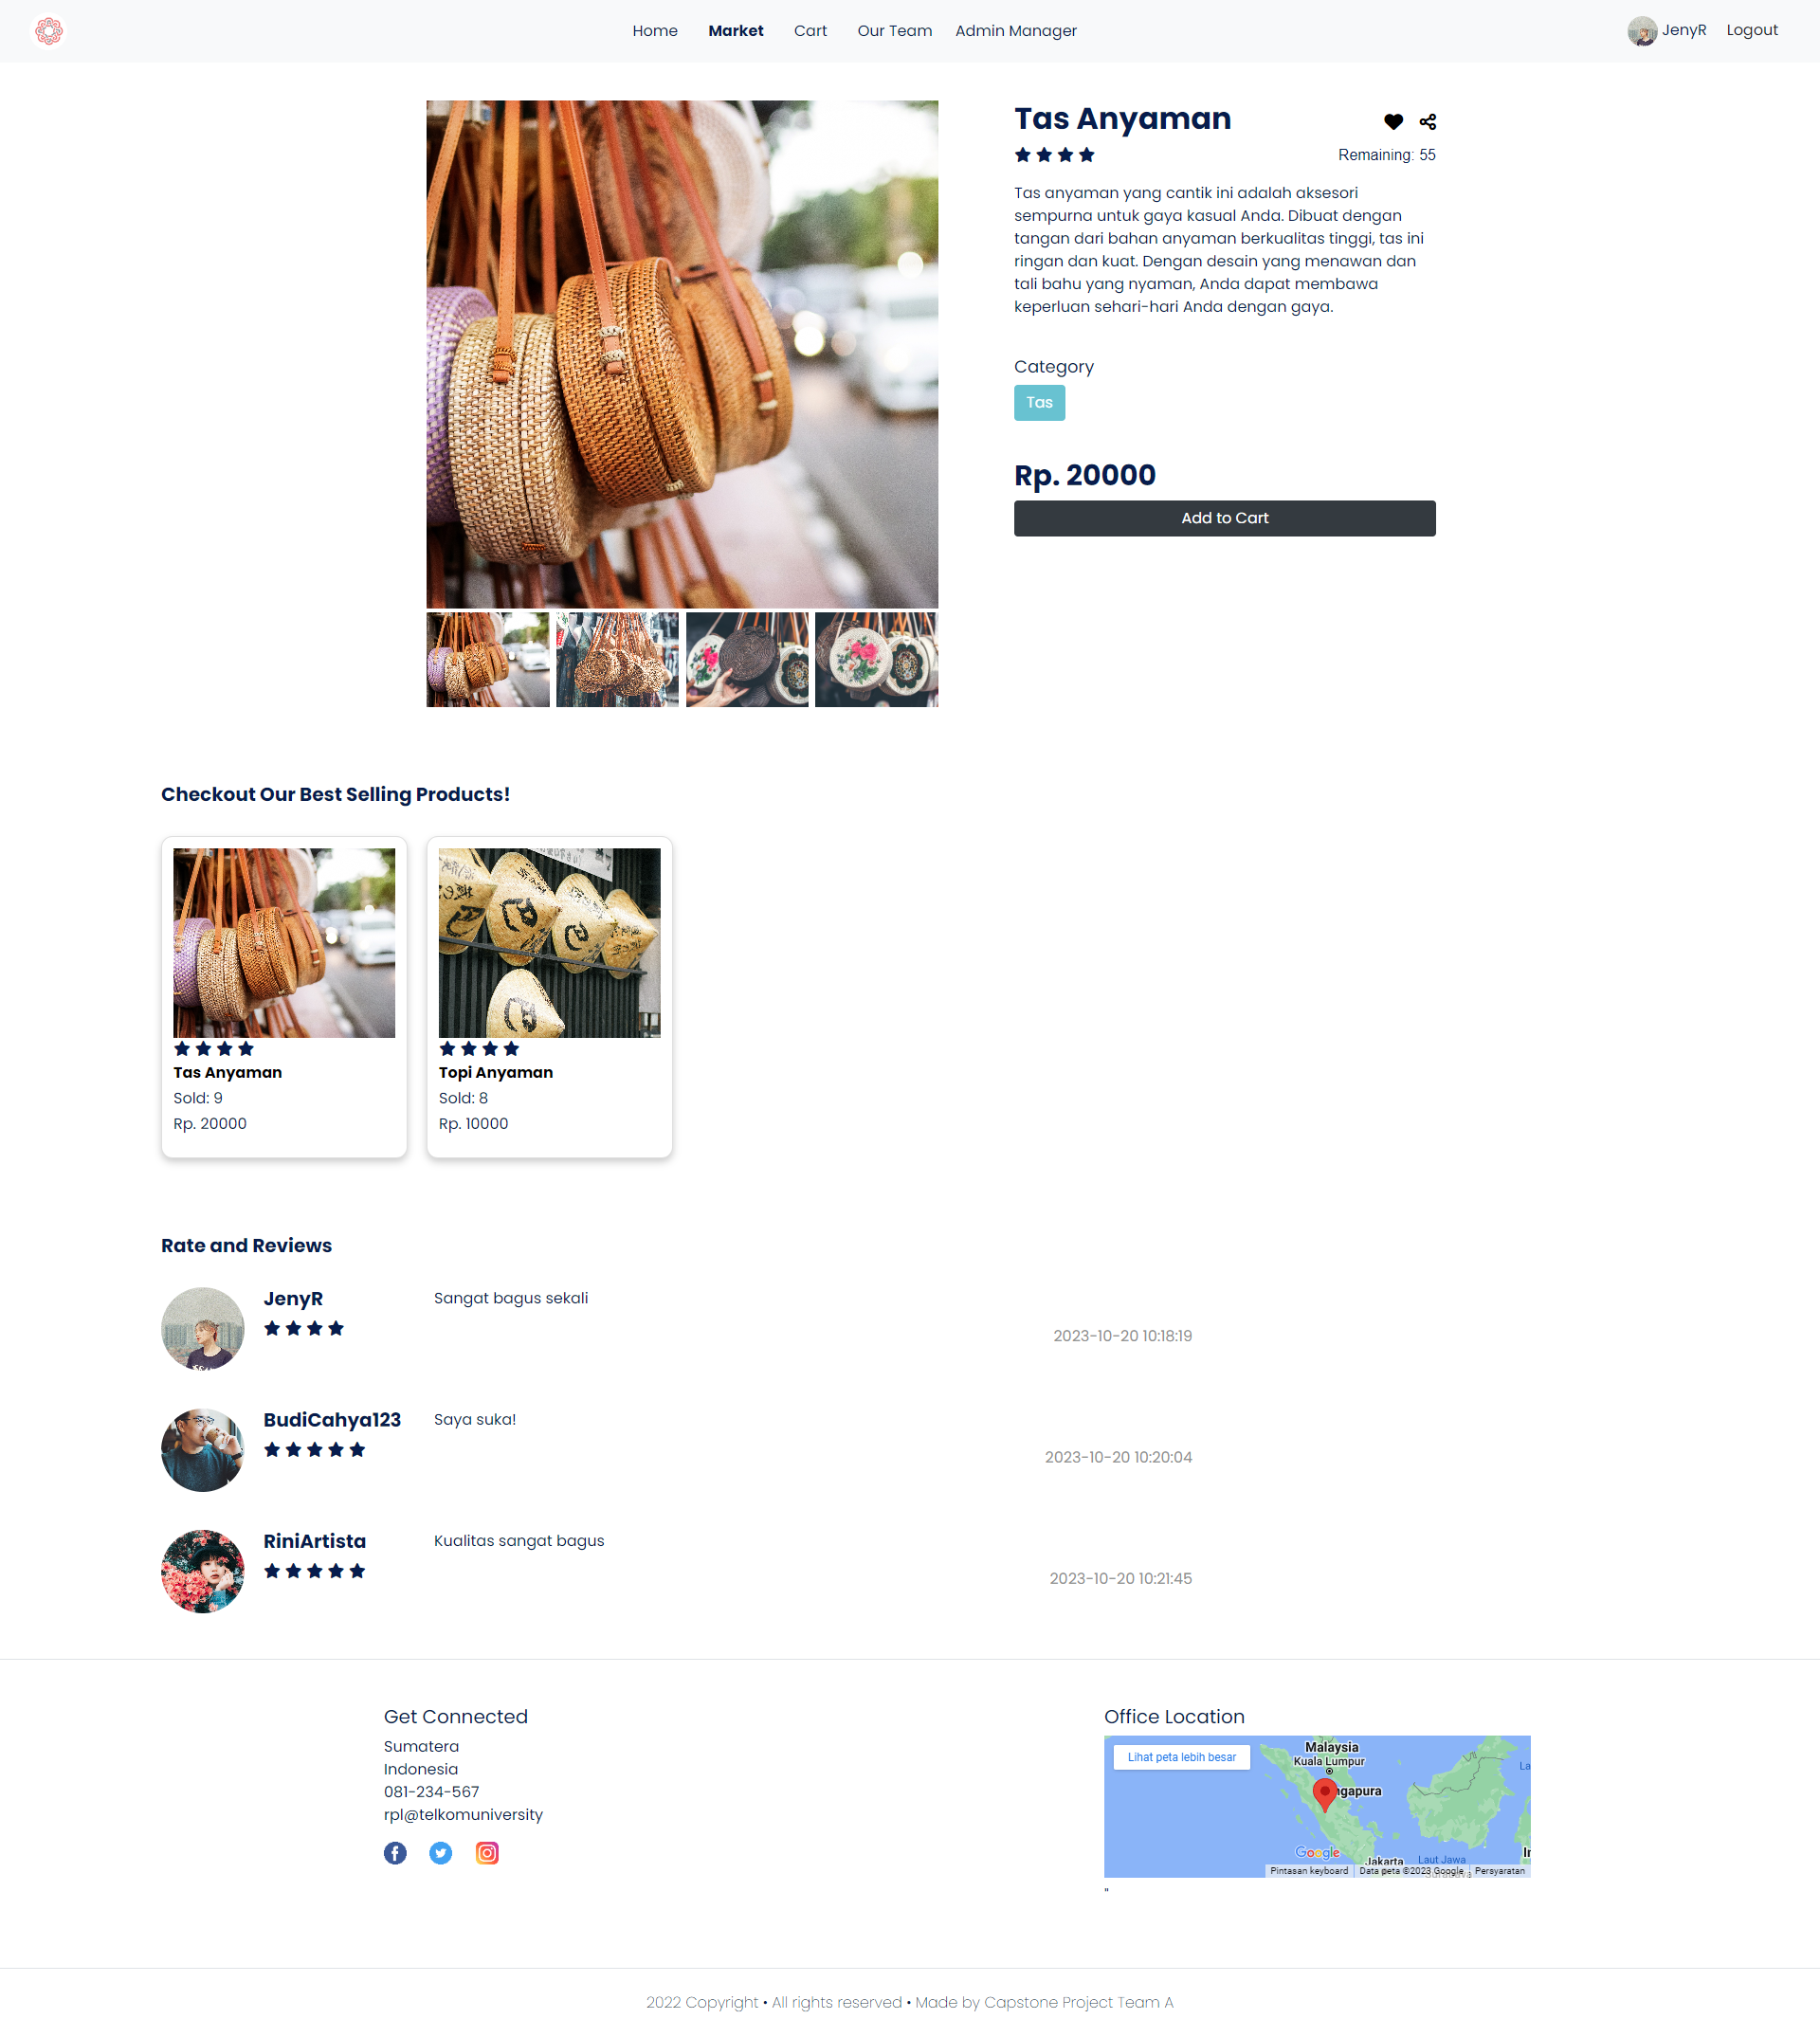 Home Market Cart Our Team Admin Manager JenyR Logout
Tas Anyaman
Remaining: 55
Tas anyaman yang cantik ini adalah aksesori
sempurna untuk gaya kasual Anda. Dibuat dengan
tangan dari bahan anyaman berkualitas tinggi, tas ini
ringan dan kuat. Dengan desain yang menawan dan
tali bahu yang nyaman, Anda dapat membawa
keperluan sehari-hari Anda dengan gaya.
Category
Tas
Rp. 20000
Add to Cart
Checkout Our Best Selling Products!
Tas Anyaman
Sold: 9
Rp. 20000
Topi Anyaman
Sold: 8
Rp. 10000
Rate and Reviews
JenyR
Sangat bagus sekali
2023-10-20 10:18:19
BudiCahya123
Saya suka!
2023-10-20 10:20:04
RiniArtista
Kualitas sangat bagus
2023-10-20 10:21:45
Get Connected
Sumatera
Indonesia
081-234-567
rpl@telkomuniversity
Office Location
Lihat peta lebih besar
Malaysia
Kuala Lumpur
ngapura
Google
Jakarta
Laut Jawa
Surabaya
Pintasan keyboard Data peta ©2023 Google Persyaratan
"
2022 Copyright • All rights reserved • Made by Capstone Project Team A